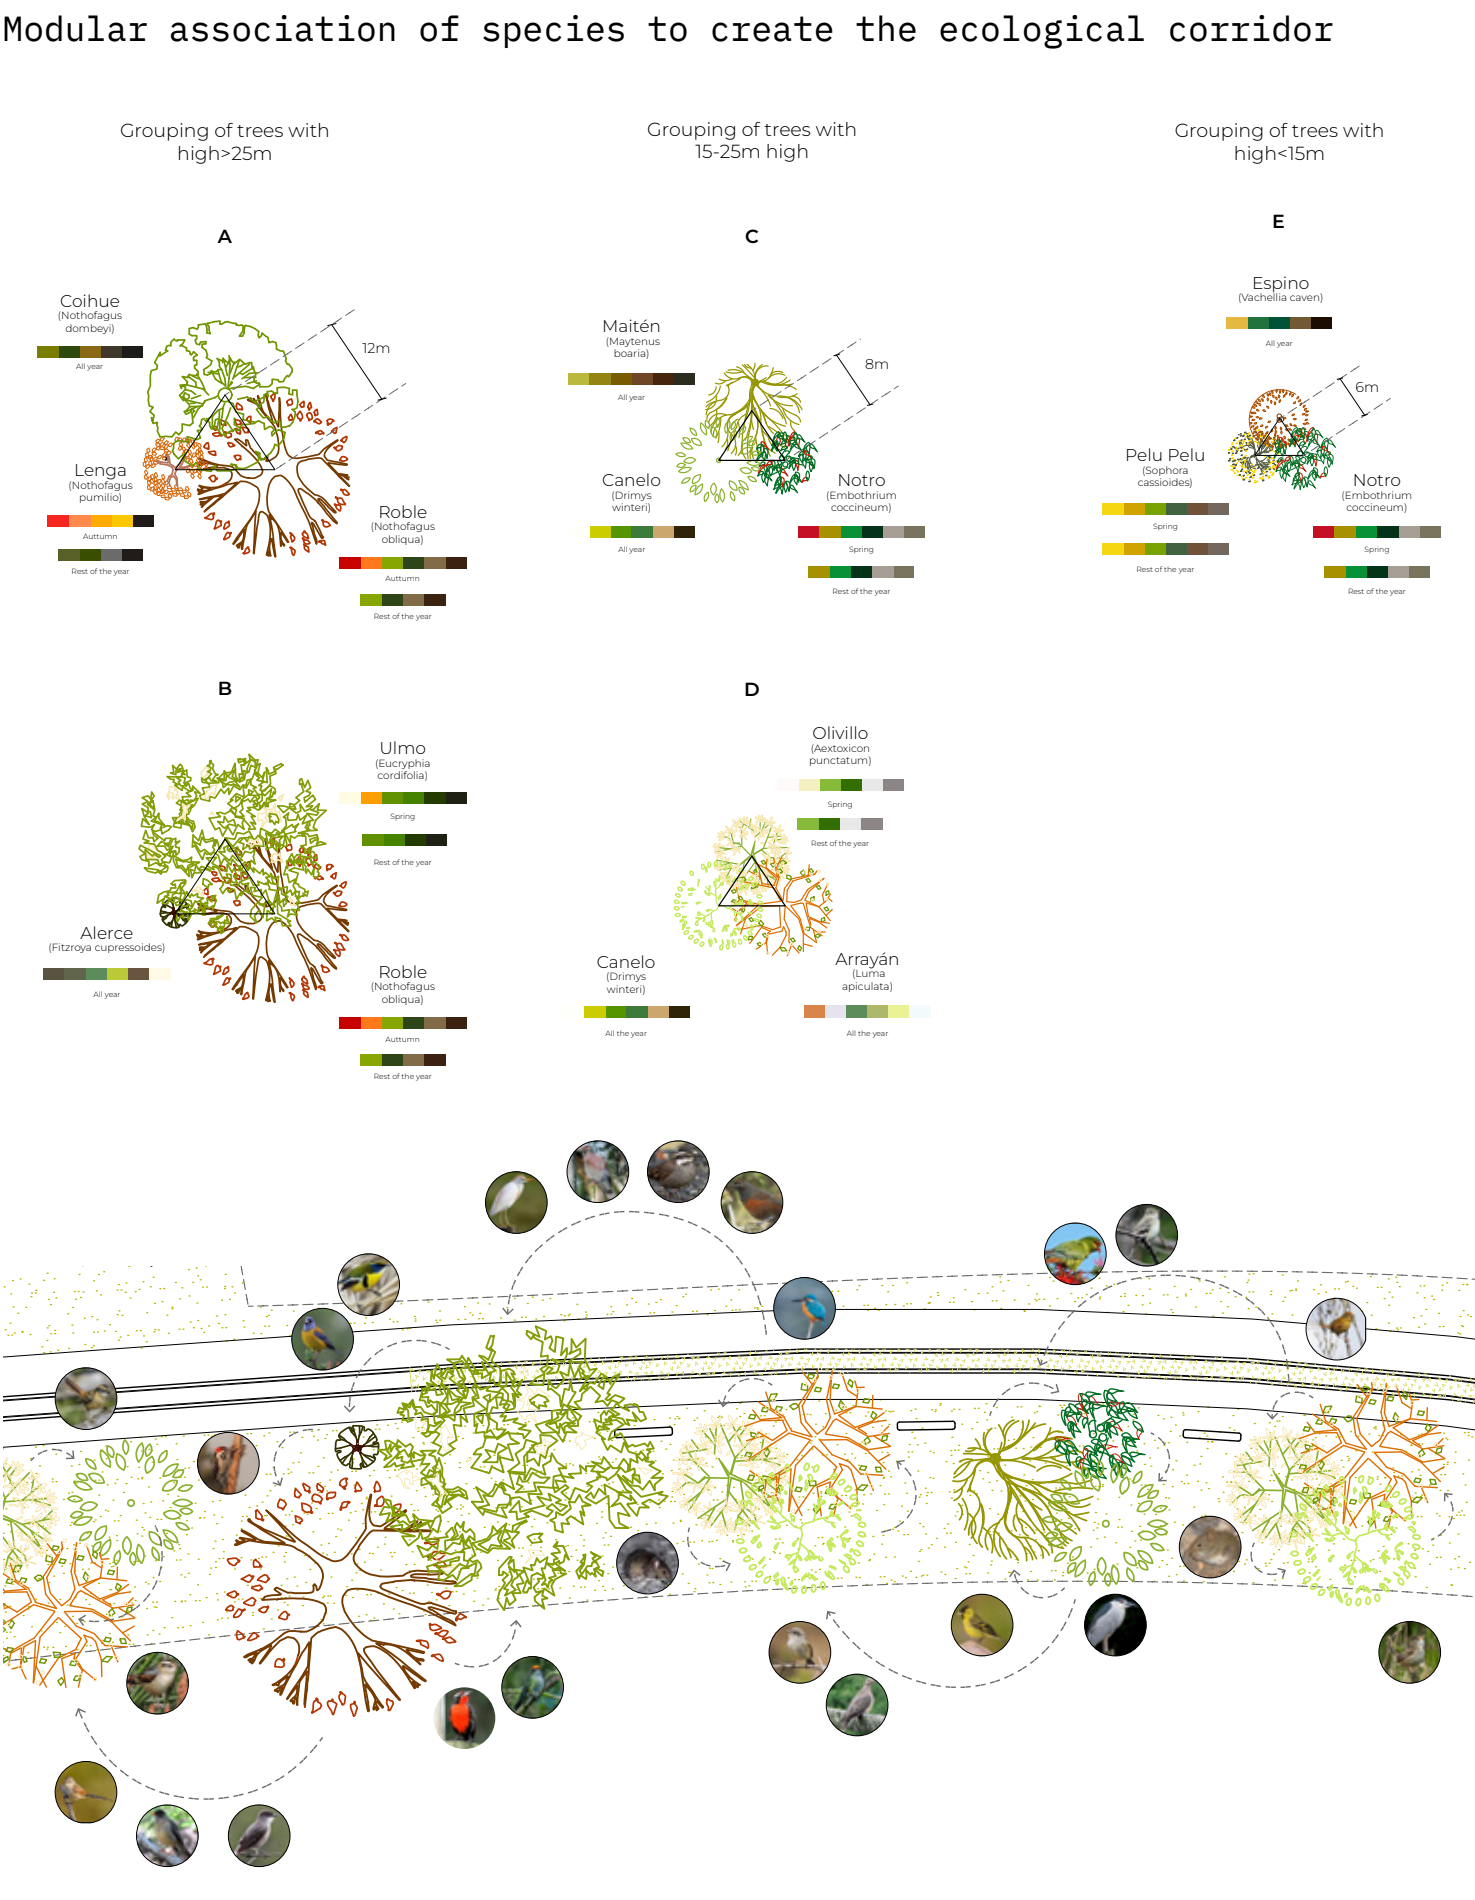 Modular association of species to create the ecological corridor
Grouping of trees with
high>25m
Grouping of trees with
15-25m high
Grouping of trees with
high<15m
A
Coihue
(Nothofagus
dombeyi)
All year
12m
Lenga
(Nothofagus
pumilio)
Auttumn
Rest of the year
Roble
(Nothofagus
obliqua)
Auttumn
Rest of the year
C
Maitén
(Maytenus
boaria)
All year
8m
Canelo
(Drimys
winteri)
All year
Notro
(Embothrium
coccineum)
Spring
Rest of the year
E
Espino
(Vachellia caven)
All year
6m
Pelu Pelu
(Sophora
cassioides)
Spring
Rest of the year
Notro
(Embothrium
coccineum)
Spring
Rest of the year
B
Ulmo
(Eucryphia
cordifolia)
Spring
Rest of the year
Alerce
(Fitzroya cupressoides)
All year
Roble
(Nothofagus
obliqua)
Auttumn
Rest of the year
D
Olivillo
(Aextoxicon
punctatum)
Spring
Rest of the year
Canelo
(Drimys
winteri)
All the year
Arrayán
(Luma
apiculata)
All the year